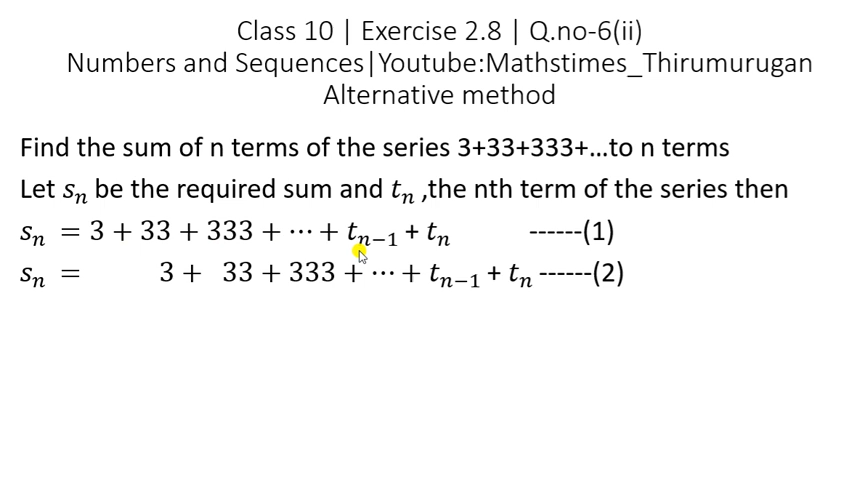 Class 10 | Exercise 2.8 | Q.no-6(ii)
Numbers and Sequences|Youtube:Mathstimes_Thirumurugan
Alternative method
Find the sum of n terms of the series 3+33+333+...to n terms
Let sₙ be the required sum and tₙ ,the nth term of the series then
sₙ = 3 + 33 + 333 + ⋯ + tₙ₋₁ + tₙ ------(1)
sₙ = 3 + 33 + 333 + ⋯ + tₙ₋₁ + tₙ ------(2)